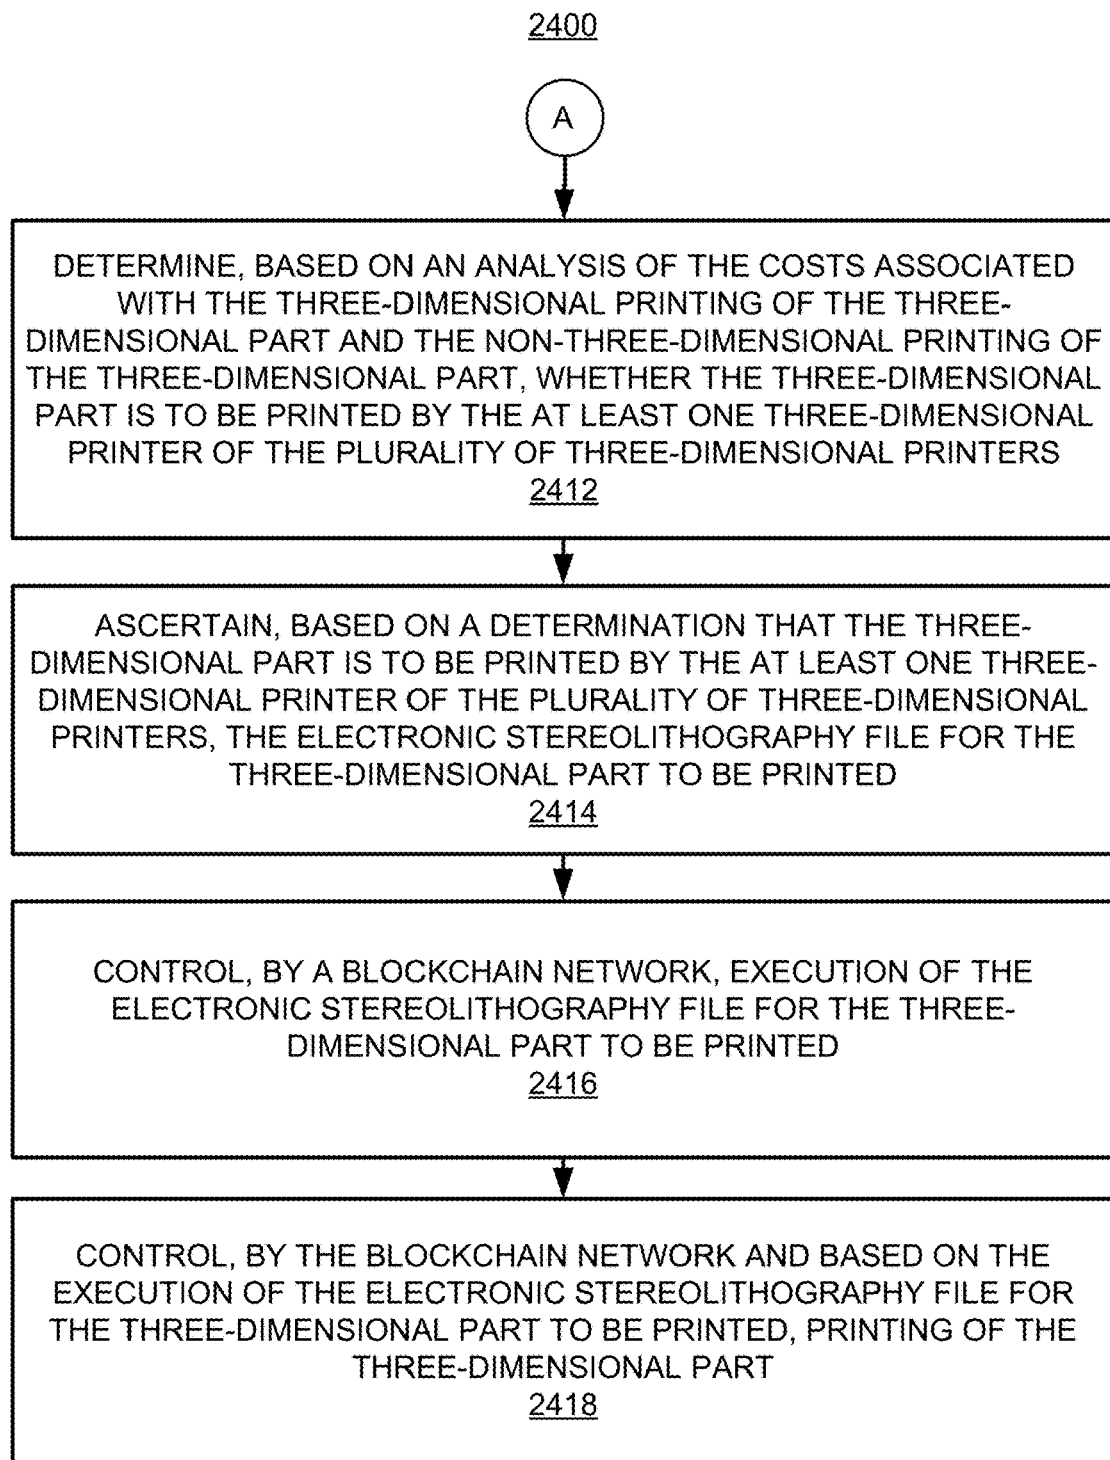 2400
A
DETERMINE, BASED ON AN ANALYSIS OF THE COSTS ASSOCIATED
WITH THE THREE-DIMENSIONAL PRINTING OF THE THREE-
DIMENSIONAL PART AND THE NON-THREE-DIMENSIONAL PRINTING OF
THE THREE-DIMENSIONAL PART, WHETHER THE THREE-DIMENSIONAL
PART IS TO BE PRINTED BY THE AT LEAST ONE THREE-DIMENSIONAL
PRINTER OF THE PLURALITY OF THREE-DIMENSIONAL PRINTERS
2412
ASCERTAIN, BASED ON A DETERMINATION THAT THE THREE-
DIMENSIONAL PART IS TO BE PRINTED BY THE AT LEAST ONE THREE-
DIMENSIONAL PRINTER OF THE PLURALITY OF THREE-DIMENSIONAL
PRINTERS, THE ELECTRONIC STEREOLITHOGRAPHY FILE FOR THE
THREE-DIMENSIONAL PART TO BE PRINTED
2414
CONTROL, BY A BLOCKCHAIN NETWORK, EXECUTION OF THE
ELECTRONIC STEREOLITHOGRAPHY FILE FOR THE THREE-
DIMENSIONAL PART TO BE PRINTED
2416
CONTROL, BY THE BLOCKCHAIN NETWORK AND BASED ON THE
EXECUTION OF THE ELECTRONIC STEREOLITHOGRAPHY FILE FOR
THE THREE-DIMENSIONAL PART TO BE PRINTED, PRINTING OF THE
THREE-DIMENSIONAL PART
2418